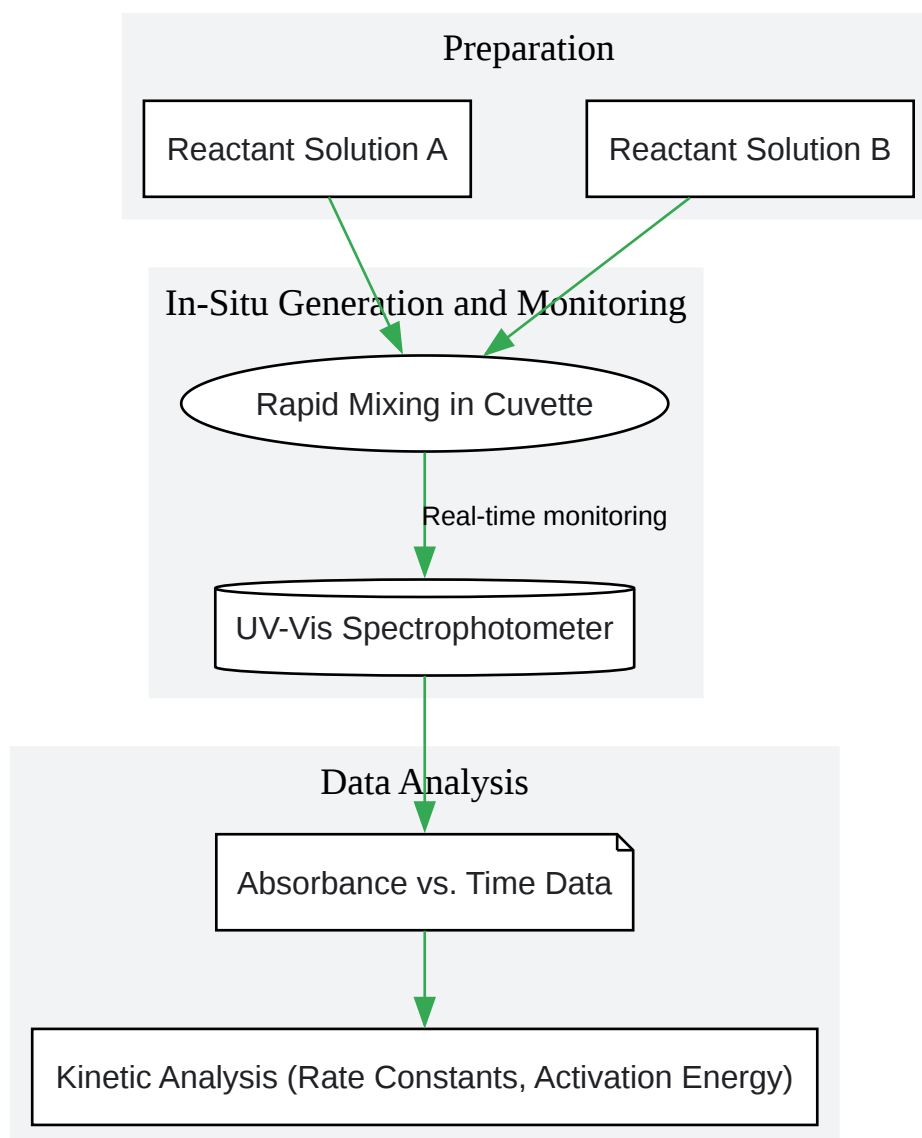 Preparation
Reactant Solution A
Reactant Solution B
In-Situ Generation and Monitoring
Rapid Mixing in Cuvette
Real-time monitoring
UV-Vis Spectrophotometer
Data Analysis
Absorbance vs. Time Data
Kinetic Analysis (Rate Constants, Activation Energy)